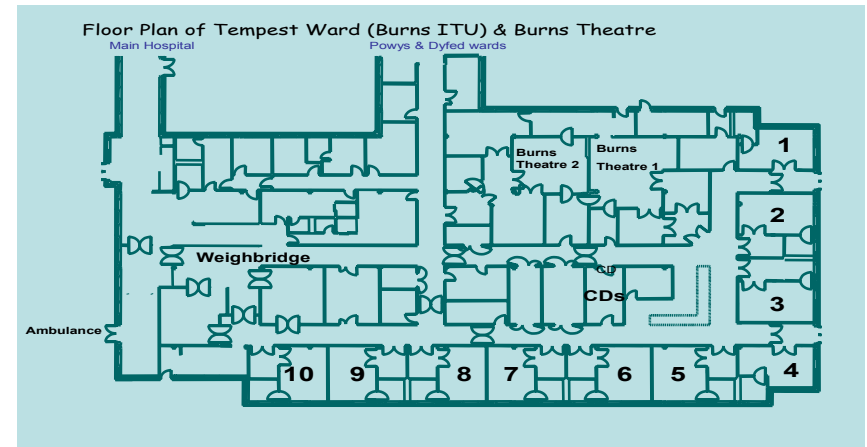 Floor Plan of Tempest Ward (Burns ITU) & Burns Theatre
Main Hospital
Powys & Dyfed wards
1
Burns
Theatre 2
Burns
Theatre 1
2
Weighbridge
CD
CDs
3
Ambulance
10
9
8
7
6
5
4